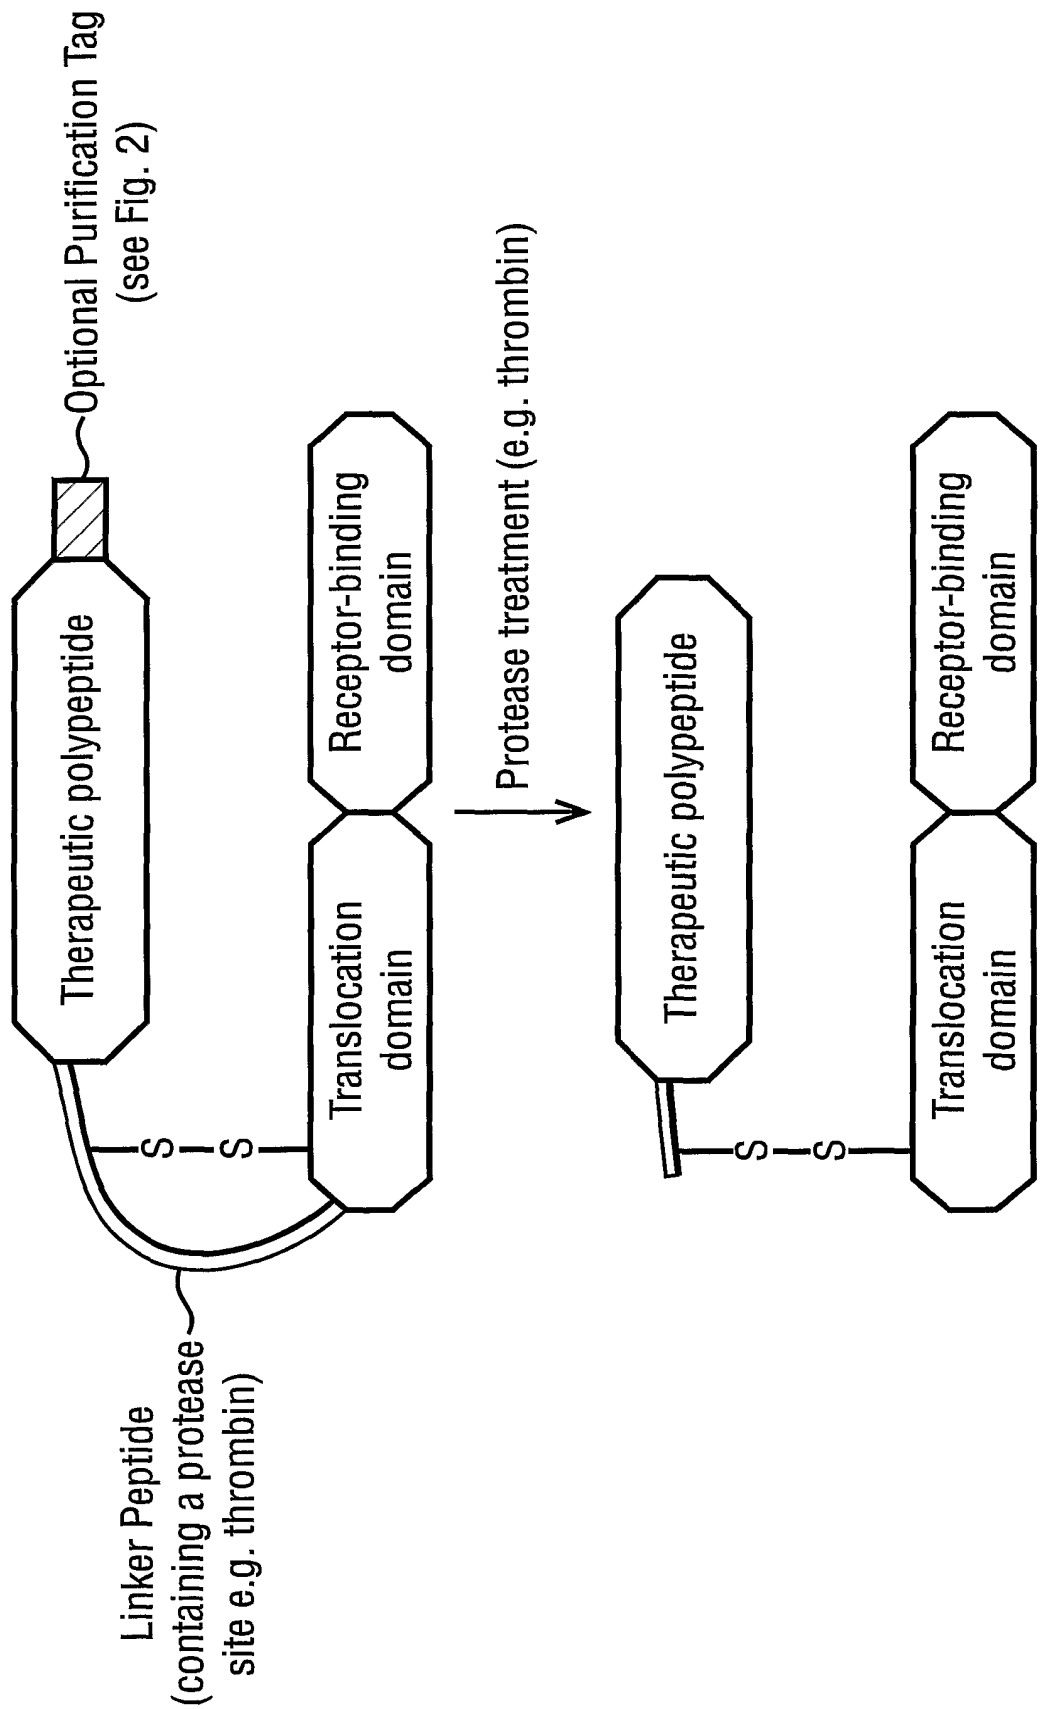 Optional Purification Tag
(see Fig. 2)
Therapeutic polypeptide
Linker Peptide
(containing a protease
site e.g. thrombin)
S
S
Translocation
domain
Receptor-binding
domain
Protease treatment (e.g. thrombin)
Therapeutic polypeptide
S
S
Translocation
domain
Receptor-binding
domain